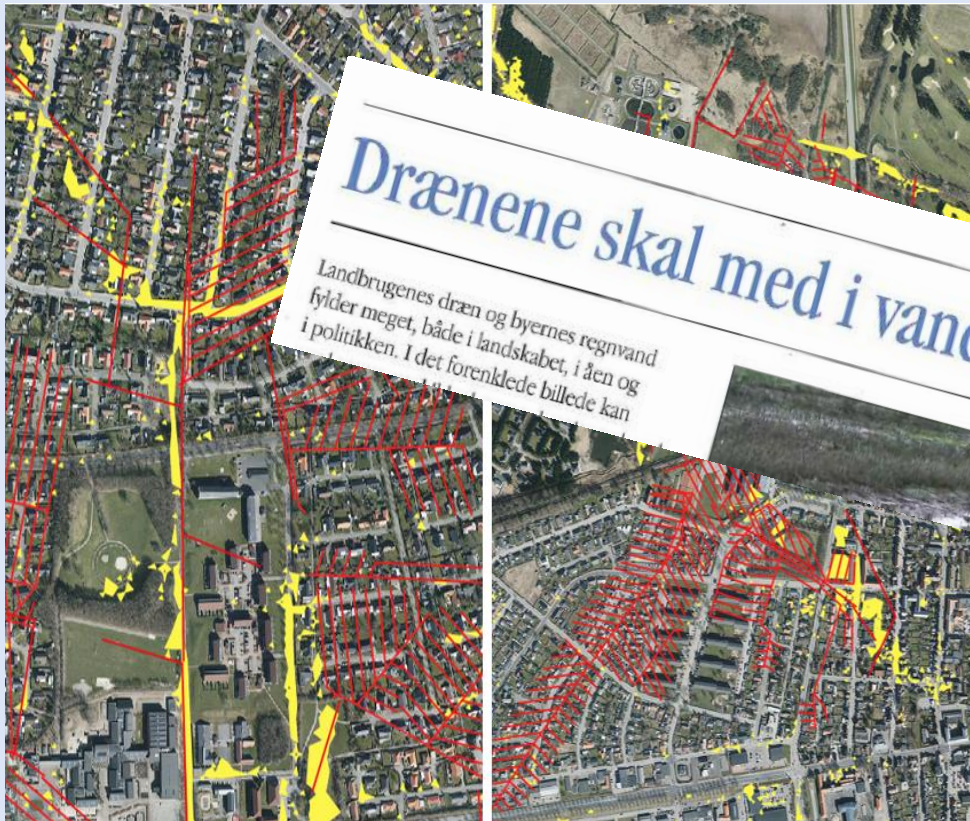 Drænene skal med i
Landbrugenes dræn og byernes regnvand
fylder meget, både i landskabet, i åen og
i politikken. I det forenklede billede kan